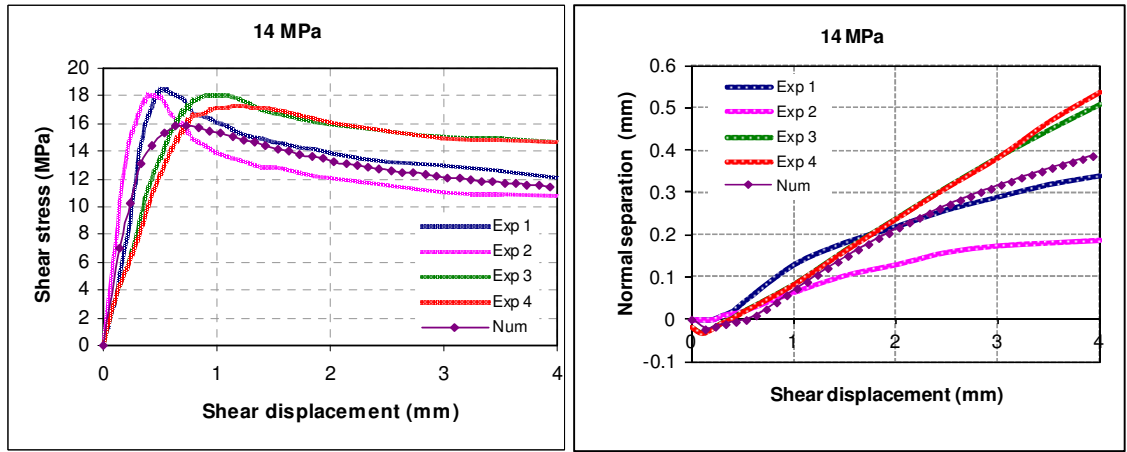 14 MPa
Shear stress (MPa)
20
18
16
14
12
10
8
6
4
2
0
0 1 2 3 4
Shear displacement (mm)
Exp 1
Exp 2
Exp 3
Exp 4
Num
14 MPa
Normal separation (mm)
0.6
0.5
0.4
0.3
0.2
0.1
0
-0.1
0 1 2 3 4
Shear displacement (mm)
Exp 1
Exp 2
Exp 3
Exp 4
Num